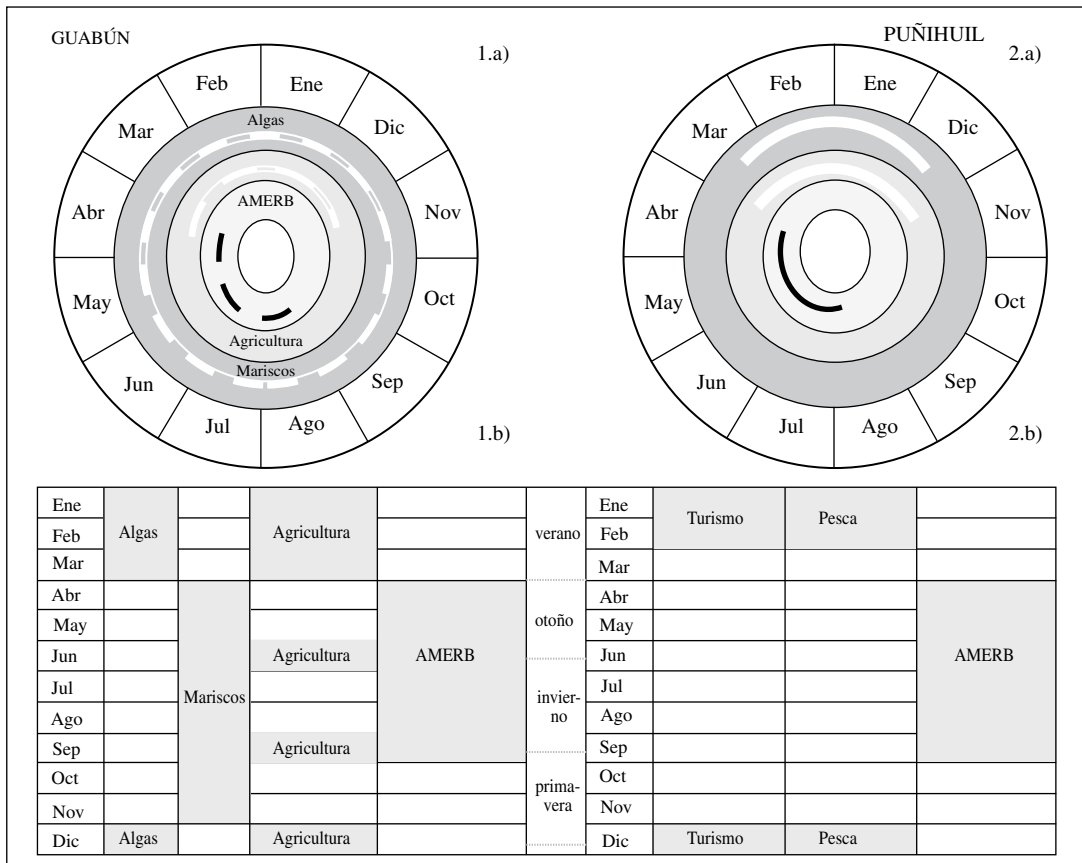 GUABÚN
1.a)
Feb
Ene
Mar
Dic
Abr
Nov
May
Oct
Jun
Sep
Jul
Ago
Algas
AMERB
Agricultura
Mariscos
1.b)
PUÑIHUIL
2.a)
Feb
Ene
Mar
Dic
Abr
Nov
May
Oct
Jun
Sep
Jul
Ago
2.b)
Ene
Feb
Mar
Abr
May
Jun
Jul
Ago
Sep
Oct
Nov
Dic
Algas
Algas
Mariscos
Agricultura
Agricultura
Agricultura
Agricultura
AMERB
verano
otoño
invier-
no
prima-
vera
Ene
Feb
Mar
Abr
May
Jun
Jul
Ago
Sep
Oct
Nov
Dic
Turismo
Turismo
Pesca
Pesca
AMERB